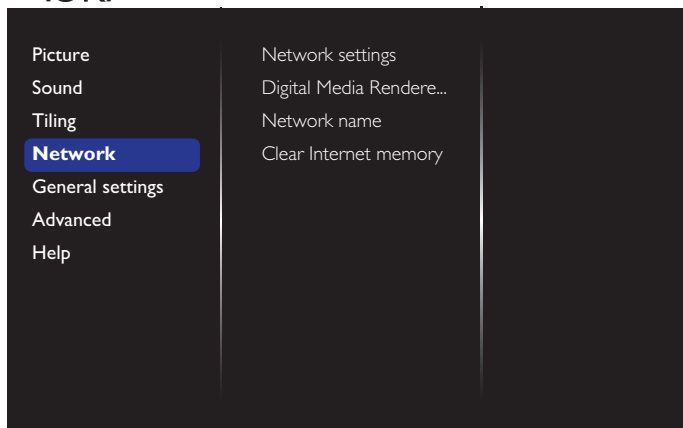 Picture
Sound
Tiling
Network
General settings
Advanced
Help
Network settings
Digital Media Rendere...
Network name
Clear Internet memory